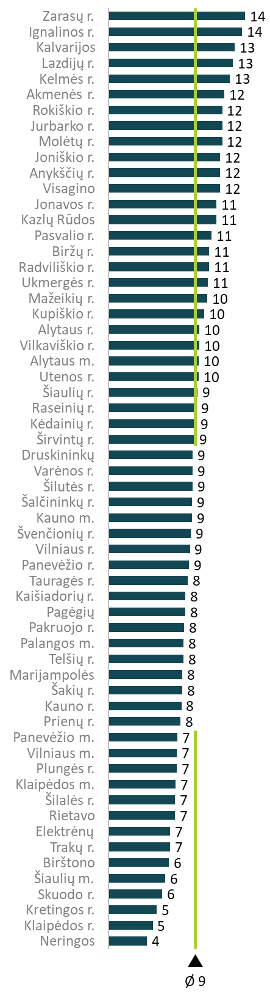 Zarasų r. 14
Ignalinos r. 14
Kalvarijos 13
Lazdijų r. 13
Kelmės r. 13
Akmenės r. 12
Rokiškio r. 12
Jurbarko r. 12
Molėtų r. 12
Joniškio r. 12
Anykščių r. 12
Visagino 12
Jonavos r. 11
Kazlų Rūdos 11
Pasvalio r. 11
Biržų r. 11
Radviliškio r. 11
Ukmergės r. 11
Mažeikių r. 10
Kupiškio r. 10
Alytaus r. 10
Vilkaviškio r. 10
Alytaus m. 10
Utenos r. 10
Šiaulių r. 9
Raseinių r. 9
Kėdainių r. 9
Širvintų r. 9
Druskininkų 9
Varėnos r. 9
Šilutės r. 9
Šalčininkų r. 9
Kauno m. 9
Švenčionių r. 9
Vilniaus r. 9
Panevėžio r. 9
Tauragės r. 8
Kaišiadorių r. 8
Pagėgių 8
Pakruojo r. 8
Palangos m. 8
Telšių r. 8
Marijampolės 8
Šakių r. 8
Kauno r. 8
Prienų r. 8
Panevėžio m. 7
Vilniaus m. 7
Plungės r. 7
Klaipėdos m. 7
Šilalės r. 7
Rietavo 7
Elektrėnų 7
Trakų r. 7
Birštono 6
Šiaulių m. 6
Skuodo r. 6
Kretingos r. 5
Klaipėdos r. 5
Neringos 4
Ø 9